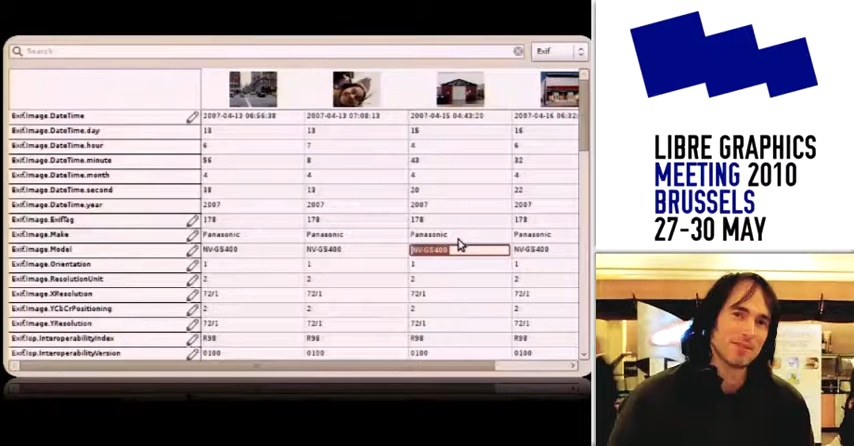 Search
Exif
Exif.Image.DateTime 2007-04-13 06:56:38 2007-04-13 07:08:13 2007-04-15 04:43:20 2007-04-16 06:32:
Exif.Image.DateTime.day 13 13 15 16
Exif.Image.DateTime.hour 6 7 4 6
Exif.Image.DateTime.minute 56 8 43 32
Exif.Image.DateTime.month 4 4 4 4
Exif.Image.DateTime.second 38 13 20 22
Exif.Image.DateTime.year 2007 2007 2007 2007
Exif.Image.ExifTag 178 178 178 178
Exif.Image.Make Panasonic Panasonic Panasonic Panasonic
Exif.Image.Model NV-GS400 NV-GS400 NV-GS400 NV-GS400
Exif.Image.Orientation 1 1 1 1
Exif.Image.ResolutionUnit 2 2 2 2
Exif.Image.XResolution 72/1 72/1 72/1 72/1
Exif.Image.YCbCrPositioning 2 2 2 2
Exif.Image.YResolution 72/1 72/1 72/1 72/1
Exif.Iop.InteroperabilityIndex R98 R98 R98 R98
Exif.Iop.InteroperabilityVersion 0100 0100 0100 0100
LIBRE GRAPHICS
MEETING 2010
BRUSSELS
27-30 MAY